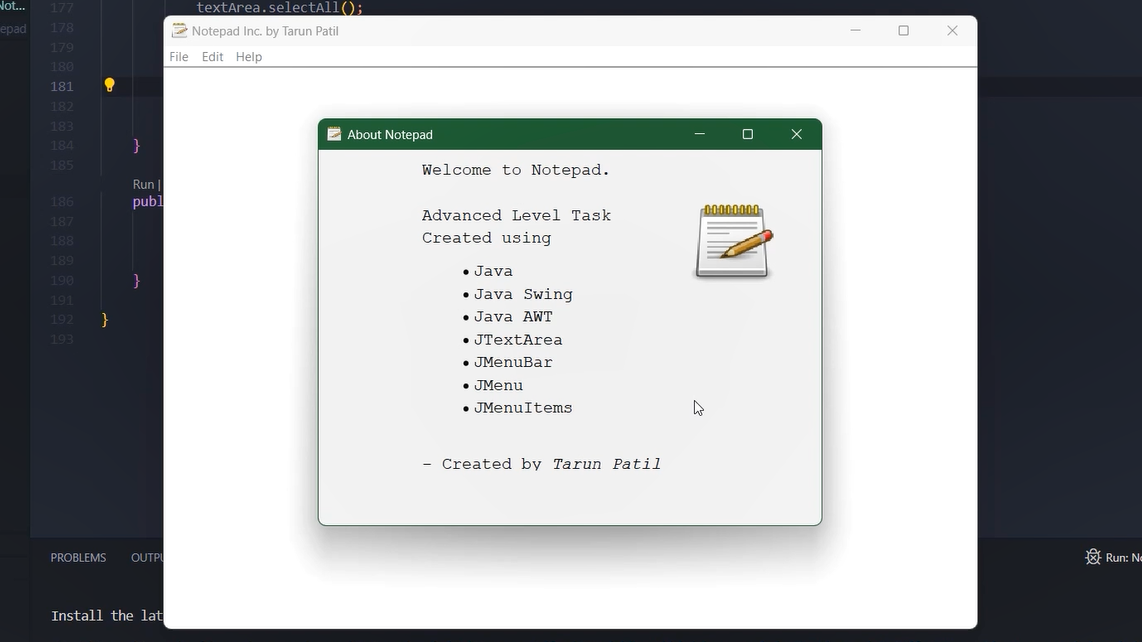 textArea.selectAll();
177
178
179
180
181
182
183
184 }
185
Run |
186 publ
187
188
189
190 }
191
192 }
193
Not...
epad
Notepad Inc. by Tarun Patil
File Edit Help
About Notepad
Welcome to Notepad.
Advanced Level Task
Created using
• Java
• Java Swing
• Java AWT
• JTextArea
• JMenuBar
• JMenu
• JMenuItems
– Created by Tarun Patil
PROBLEMS OUTPU
Run: No
Install the lat